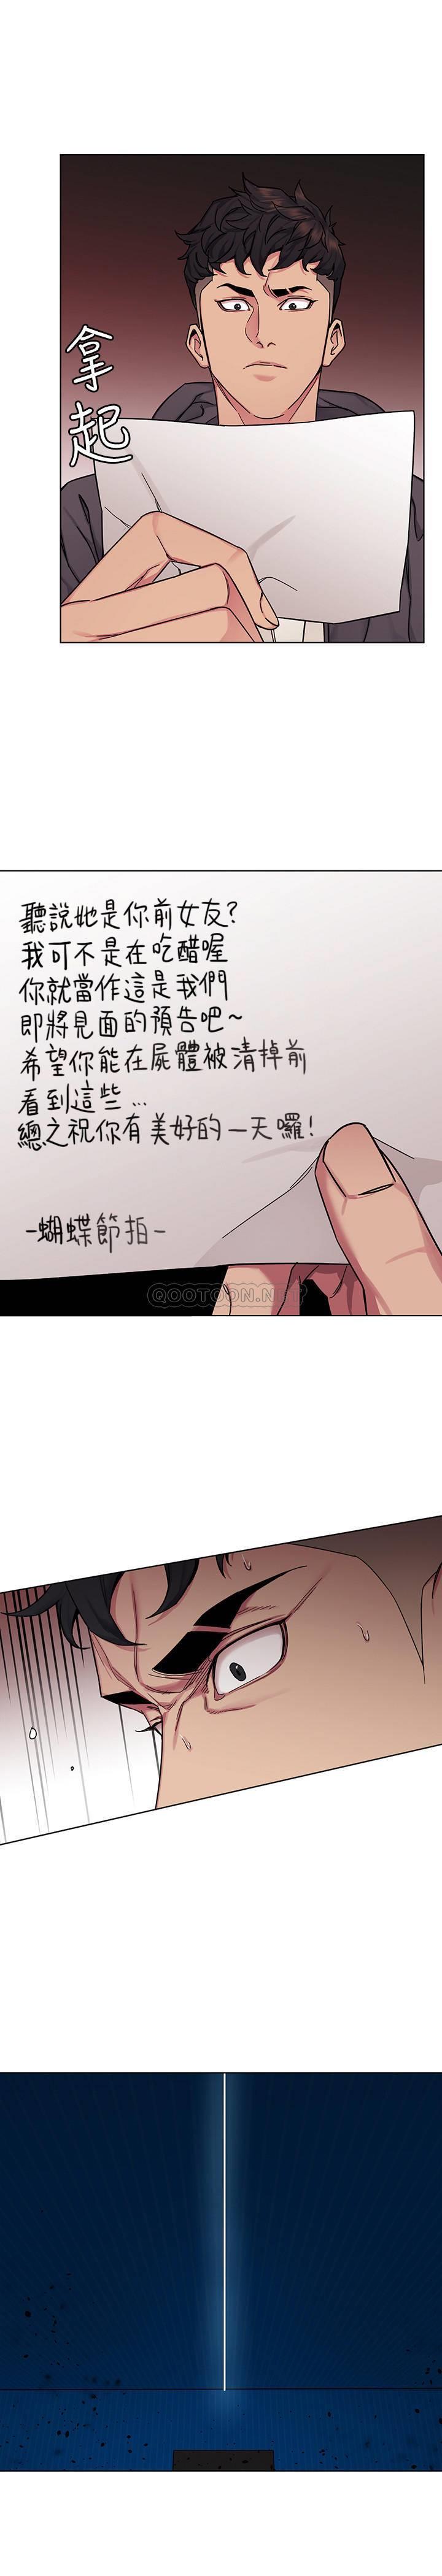 拿起
聽說她是你前女友?
我可不是在吃醋喔
你就當作這是我們
即將見面的預告吧~
希望你能在屍體被清掉前
看到這些...
總之祝你有美好的一天囉!
-蝴蝶節拍-
QOOTOON.NET